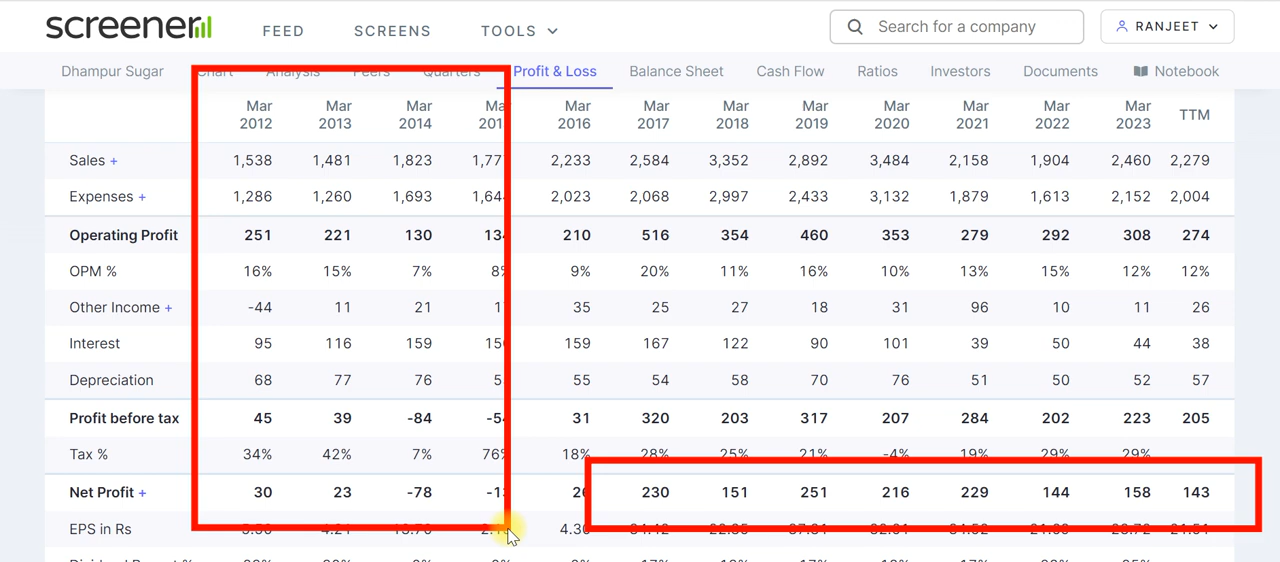 screener
FEED SCREENS TOOLS Search for a company RANJEET
Dhampur Sugar Chart Analysis Peers Quarters Profit & Loss Balance Sheet Cash Flow Ratios Investors Documents Notebook
Mar Mar Mar Mar Mar Mar Mar Mar Mar Mar Mar TTM
2012 2013 2014 2016 2017 2018 2019 2020 2021 2022 2023
Sales + 1,538 1,481 1,823 2,233 2,584 3,352 2,892 3,484 2,158 1,904 2,460 2,279
Expenses + 1,286 1,260 1,693 2,023 2,068 2,997 2,433 3,132 1,879 1,613 2,152 2,004
Operating Profit 251 221 130 210 516 354 460 353 279 292 308 274
OPM % 16% 15% 7% 9% 20% 11% 16% 10% 13% 15% 12% 12%
Other Income + -44 11 21 35 25 27 18 31 96 10 11 26
Interest 95 116 159 159 167 122 90 101 39 50 44 38
Depreciation 68 77 76 55 54 58 70 76 51 50 52 57
Profit before tax 45 39 -84 31 320 203 317 207 284 202 223 205
Tax % 34% 42% 7% 76% 18% 28% 25% 21% -4% 19% 29% 29%
Net Profit + 30 23 -78 230 151 251 216 229 144 158 143
EPS in Rs